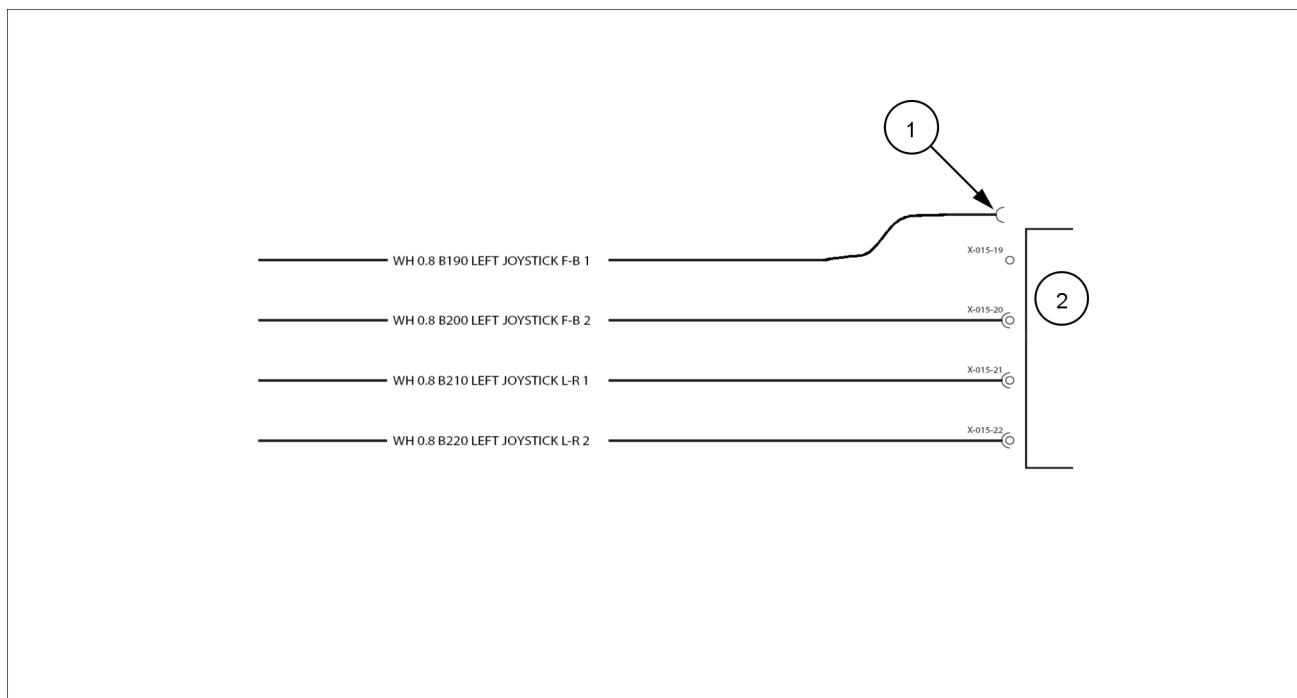 1
X-015-19
WH 0.8 B190 LEFT JOYSTICK F-B 1
2
X-015-20
WH 0.8 B200 LEFT JOYSTICK F-B 2
X-015-21
WH 0.8 B210 LEFT JOYSTICK L-R 1
X-015-22
WH 0.8 B220 LEFT JOYSTICK L-R 2